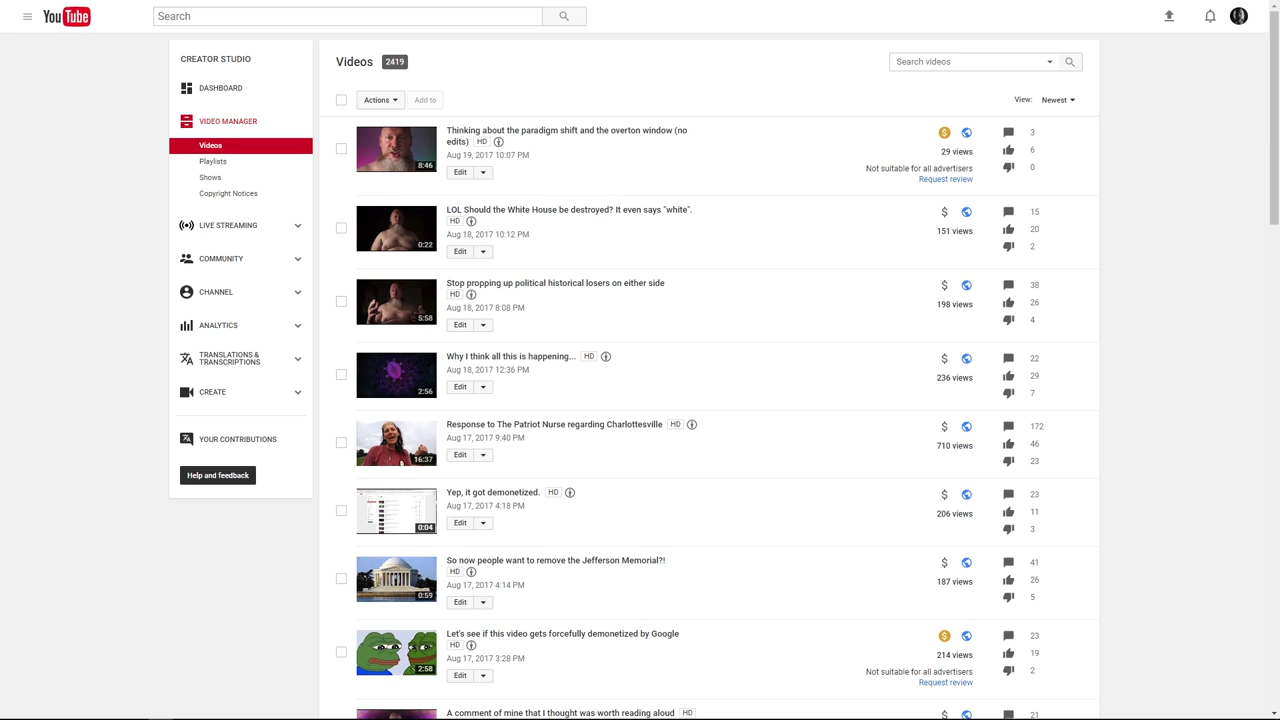 YouTube
Search
CREATOR STUDIO
DASHBOARD
VIDEO MANAGER
Videos
Playlists
Shows
Copyright Notices
LIVE STREAMING
COMMUNITY
CHANNEL
ANALYTICS
TRANSLATIONS &
TRANSCRIPTIONS
CREATE
YOUR CONTRIBUTIONS
Help and feedback
Videos 2419
Search videos
Actions Add to
View: Newest
Thinking about the paradigm shift and the overton window (no
edits) HD
Aug 19, 2017 10:07 PM
8:46
Edit
$
29 views
Not suitable for all advertisers
Request review
3
6
0
LOL Should the White House be destroyed? It even says "white".
HD
Aug 18, 2017 10:12 PM
0:22
Edit
$
151 views
15
20
2
Stop propping up political historical losers on either side
HD
Aug 18, 2017 8:08 PM
5:58
Edit
$
198 views
38
26
4
Why I think all this is happening... HD
Aug 18, 2017 12:36 PM
2:56
Edit
$
236 views
22
29
7
Response to The Patriot Nurse regarding Charlottesville HD
Aug 17, 2017 9:40 PM
16:37
Edit
$
710 views
172
46
23
Yep, it got demonetized. HD
Aug 17, 2017 4:18 PM
0:04
Edit
$
206 views
23
11
3
So now people want to remove the Jefferson Memorial?!
HD
Aug 17, 2017 4:14 PM
0:59
Edit
$
187 views
41
26
5
Let's see if this video gets forcefully demonetized by Google
HD
Aug 17, 2017 3:28 PM
2:58
Edit
$
214 views
Not suitable for all advertisers
Request review
23
19
2
A comment of mine that I thought was worth reading aloud HD
$
21